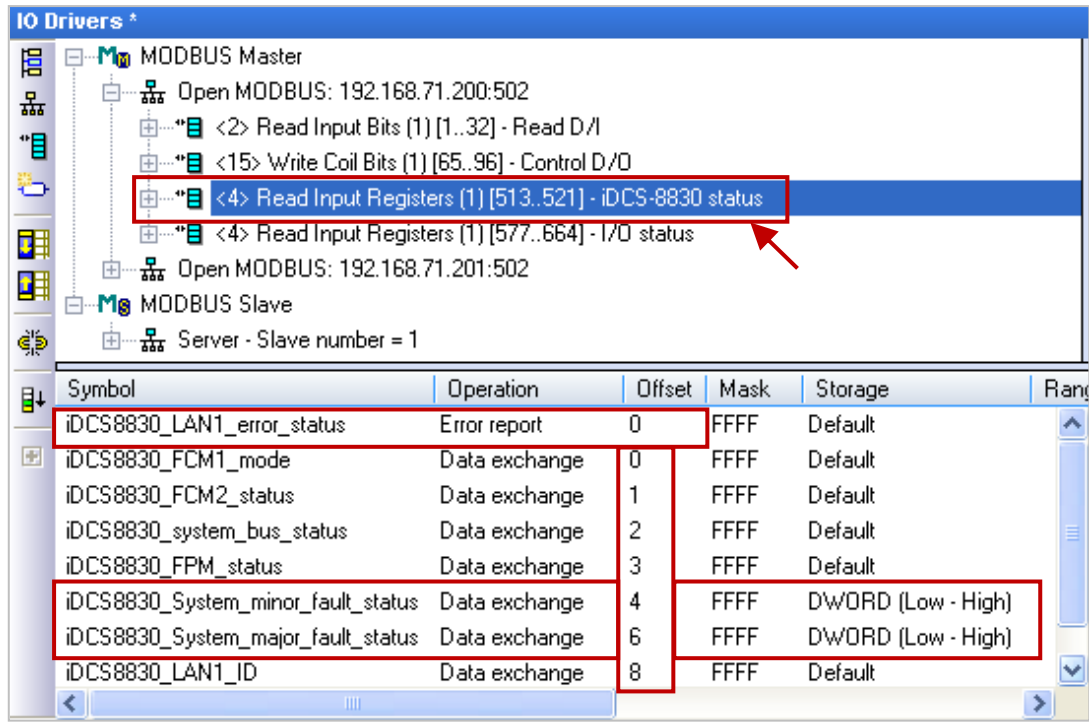 IO Drivers *
MODBUS Master
Open MODBUS: 192.168.71.200:502
<2> Read Input Bits (1) [1..32] - Read D/I
<15> Write Coil Bits (1) [65..96] - Control D/O
<4> Read Input Registers (1) [513..521] - iDCS-8830 status
<4> Read Input Registers (1) [577..664] - I/O status
Open MODBUS: 192.168.71.201:502
MODBUS Slave
Server - Slave number = 1
Symbol Operation Offset Mask Storage Rang
iDCS8830_LAN1_error_status Error report 0 FFFF Default
iDCS8830_FCM1_mode Data exchange 0 FFFF Default
iDCS8830_FCM2_status Data exchange 1 FFFF Default
iDCS8830_system_bus_status Data exchange 2 FFFF Default
iDCS8830_FPM_status Data exchange 3 FFFF Default
iDCS8830_System_minor_fault_status Data exchange 4 FFFF DWORD (Low - High)
iDCS8830_System_major_fault_status Data exchange 6 FFFF DWORD (Low - High)
iDCS8830_LAN1_ID Data exchange 8 FFFF Default